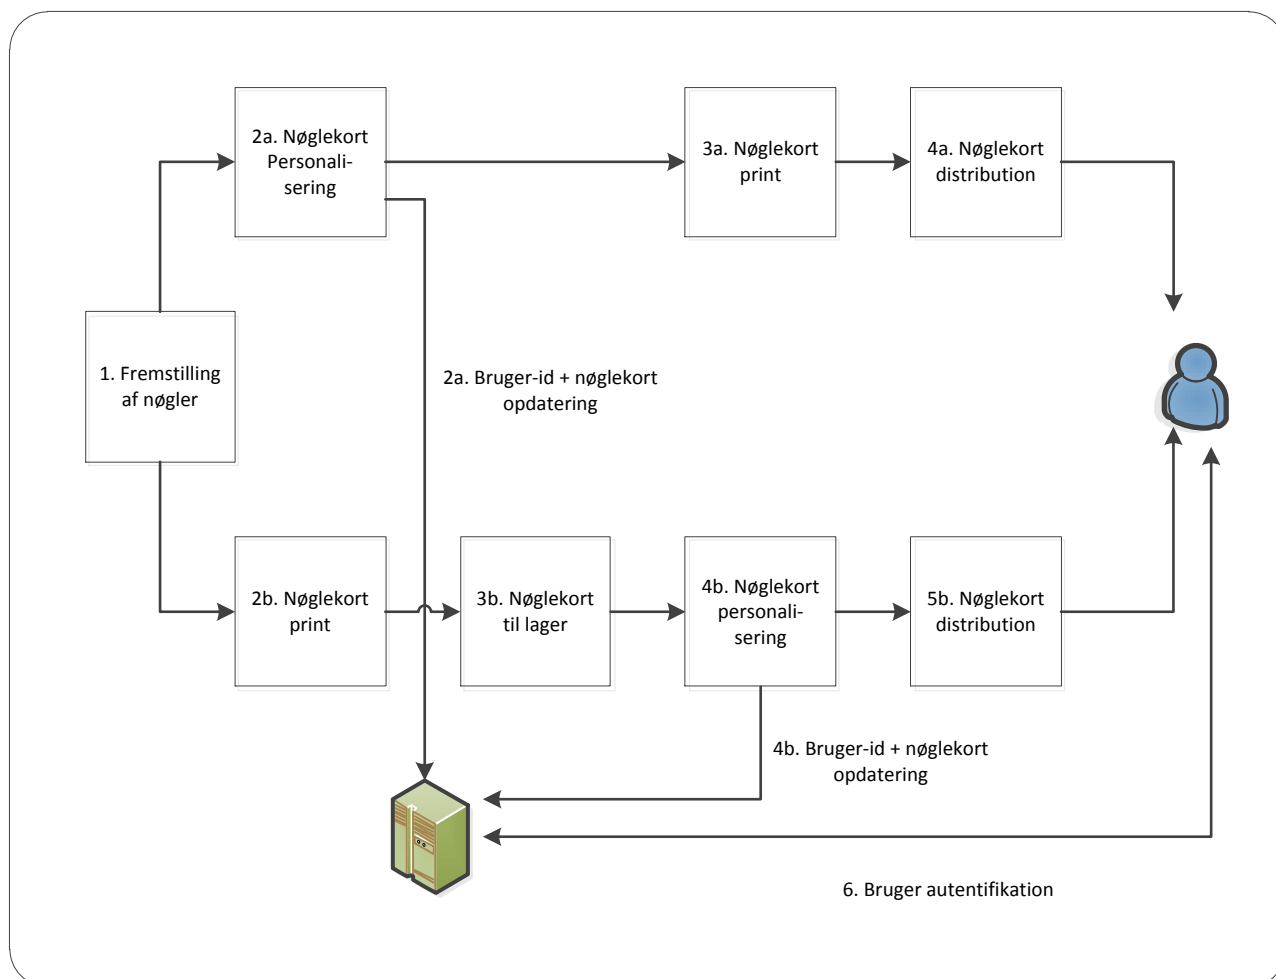 2a. Nøglekort
Personali-
sering
3a. Nøglekort
print
4a. Nøglekort
distribution
1. Fremstilling
af nøgler
2a. Bruger-id + nøglekort
opdatering
2b. Nøglekort
print
3b. Nøglekort
til lager
4b. Nøglekort
personali-
sering
5b. Nøglekort
distribution
4b. Bruger-id + nøglekort
opdatering
6. Bruger autentifikation